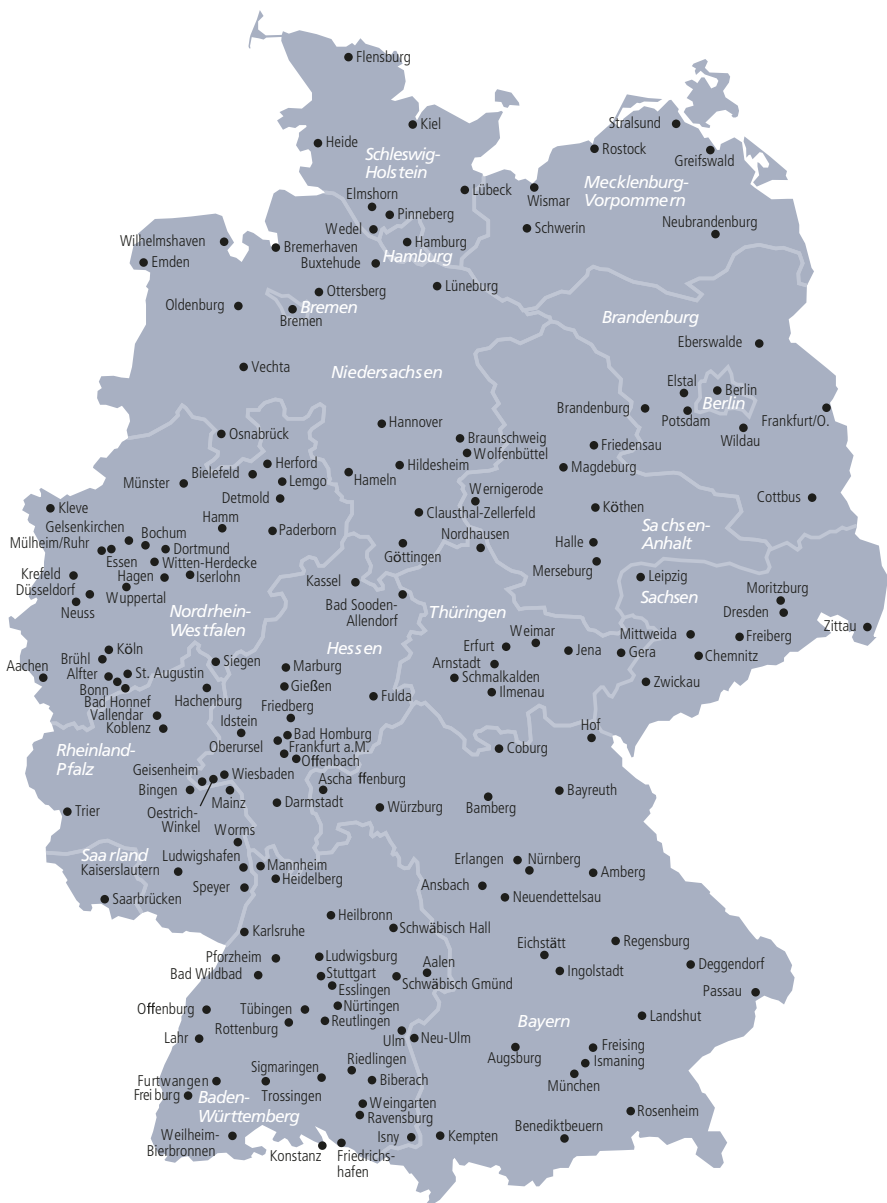 Flensburg
Kiel
Stralsund
Heide
Rostock
Greifswald
Schleswig-
Holstein
Lübeck
Wismar
Mecklenburg-
Vorpommern
Elmshorn
Pinneberg
Wedel
Schwerin
Neubrandenburg
Wilhelmshaven
Bremerhaven
Hamburg
Emden
Buxtehude
Hamburg
Lüneburg
Ottersberg
Oldenburg
Bremen
Bremen
Brandenburg
Eberswalde
Vechta
Niedersachsen
Elstal
Berlin
Berlin
Brandenburg
Potsdam
Frankfurt/O.
Wildau
Hannover
Osnabrück
Braunschweig
Wolfenbüttel
Friedensau
Herford
Hildesheim
Magdeburg
Bielefeld
Lemgo
Hameln
Münster
Detmold
Wernigerode
Cottbus
Kleve
Clausthal-Zellerfeld
Köthen
Gelsenkirchen
Hamm
Paderborn
Nordhausen
Sachsen-
Anhalt
Bochum
Mülheim/Ruhr
Dortmund
Göttingen
Halle
Essen
Witten-Herdecke
Merseburg
Krefeld
Hagen
Iserlohn
Kassel
Leipzig
Düsseldorf
Wuppertal
Neuss
Bad Sooden-
Allendorf
Thüringen
Sachsen
Moritzburg
Dresden
Zittau
Nordrhein-
Westfalen
Weimar
Mittweida
Freiberg
Erfurt
Hessen
Jena
Gera
Chemnitz
Köln
Brühl
Siegen
Marburg
Arnstadt
Aachen
Alfter
St. Augustin
Schmalkalden
Zwickau
Bonn
Gießen
Ilmenau
Bad Honnef
Hachenburg
Fulda
Vallendar
Friedberg
Koblenz
Idstein
Hof
Bad Homburg
Oberursel
Frankfurt a.M.
Coburg
Rheinland-
Pfalz
Offenbach
Geisenheim
Wiesbaden
Aschaffenburg
Bingen
Mainz
Bayreuth
Oestrich-
Winkel
Darmstadt
Würzburg
Bamberg
Trier
Worms
Saarland
Ludwigshafen
Mannheim
Erlangen
Nürnberg
Kaiserslautern
Heidelberg
Amberg
Speyer
Ansbach
Saarbrücken
Neuendettelsau
Heilbronn
Karlsruhe
Schwäbisch Hall
Regensburg
Eichstätt
Pforzheim
Ludwigsburg
Aalen
Deggendorf
Bad Wildbad
Stuttgart
Schwäbisch Gmünd
Ingolstadt
Esslingen
Passau
Offenburg
Tübingen
Nürtingen
Landshut
Rottenburg
Reutlingen
Bayern
Lahr
Ulm
Neu-Ulm
Augsburg
Freising
Ismaning
Riedlingen
Sigmaringen
München
Furtwangen
Biberach
Freiburg
Trossingen
Baden-
Württemberg
Weingarten
Ravensburg
Rosenheim
Weilheim-
Bierbronnen
Isny
Kempten
Benediktbeuern
Konstanz
Friedrichs-
hafen